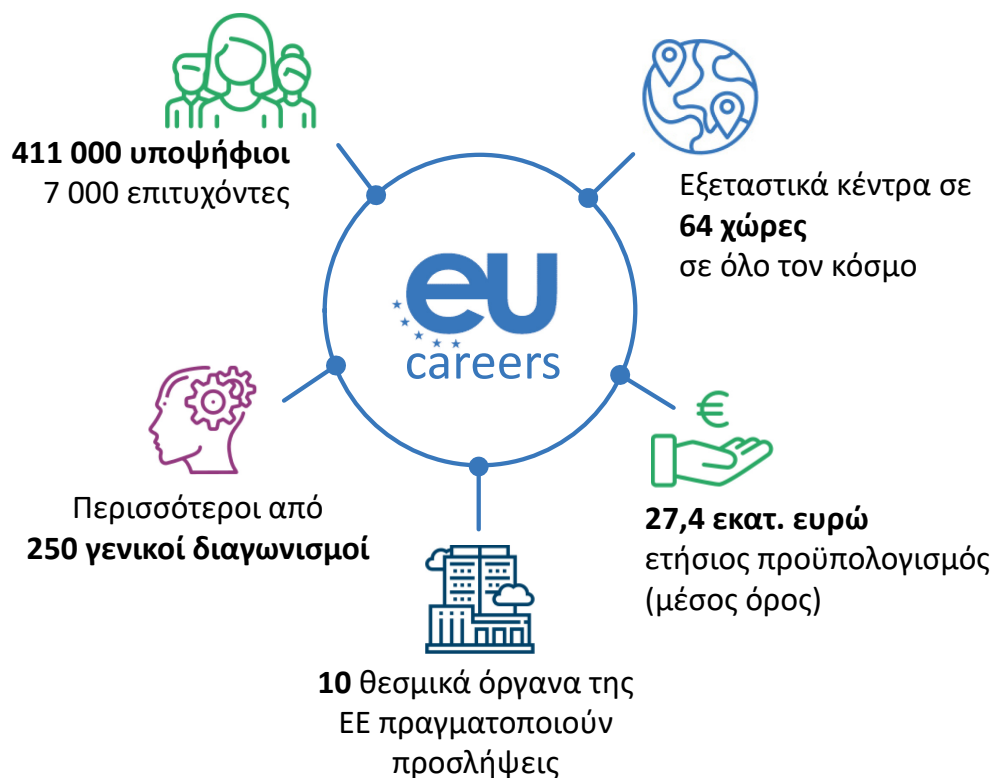 411 000 υποψήφιοι
7 000 επιτυχόντες
Εξεταστικά κέντρα σε
64 χώρες
σε όλο τον κόσμο
eu
careers
Περισσότεροι από
250 γενικοί διαγωνισμοί
€
27,4 εκατ. ευρώ
ετήσιος προϋπολογισμός
(μέσος όρος)
10 θεσμικά όργανα της
ΕΕ πραγματοποιούν
προσλήψεις